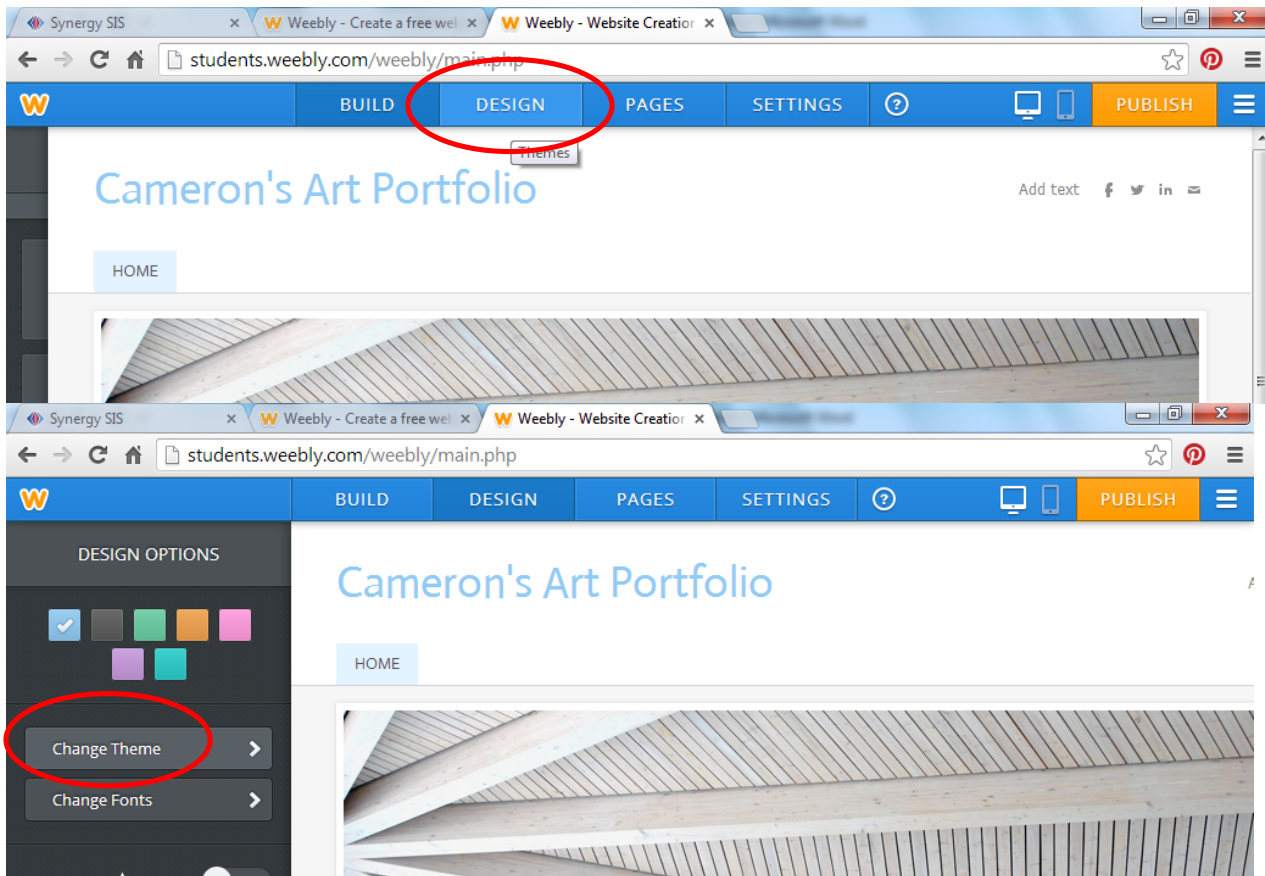 Synergy SIS
Weebly - Create a free wel
Weebly - Website Creation
students.weebly.com/weebly/main.php
BUILD DESIGN PAGES SETTINGS ? PUBLISH
Themes
Cameron's Art Portfolio
Add text
HOME
Synergy SIS
Weebly - Create a free wel
Weebly - Website Creation
students.weebly.com/weebly/main.php
BUILD DESIGN PAGES SETTINGS ? PUBLISH
DESIGN OPTIONS
Cameron's Art Portfolio
HOME
Change Theme
Change Fonts